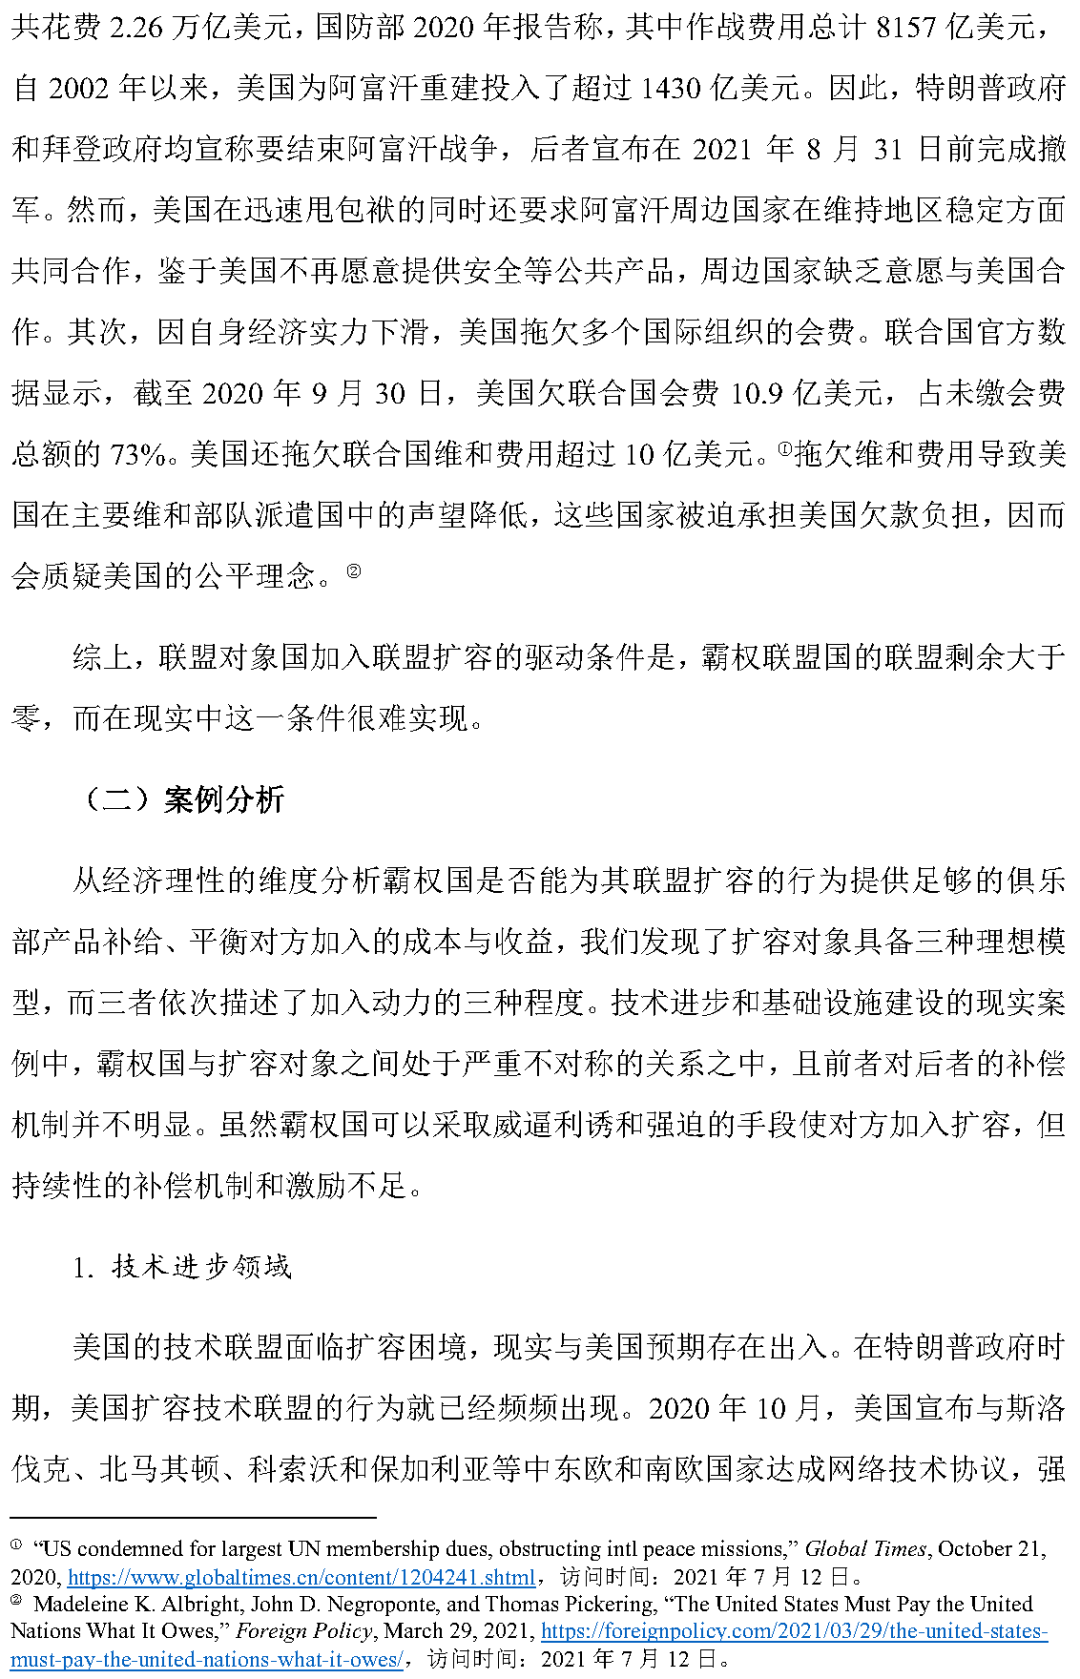 共花费 2.26 万亿美元，国防部 2020 年报告称，其中作战费用总计 8157 亿美元，
自 2002 年以来，美国为阿富汗重建投入了超过 1430 亿美元。因此，特朗普政府
和拜登政府均宣称要结束阿富汗战争，后者宣布在 2021 年 8 月 31 日前完成撤
军。然而，美国在迅速甩包袱的同时还要求阿富汗周边国家在维持地区稳定方面
共同合作，鉴于美国不再愿意提供安全等公共产品，周边国家缺乏意愿与美国合
作。其次，因自身经济实力下滑，美国拖欠多个国际组织的会费。联合国官方数
据显示，截至 2020 年 9 月 30 日，美国欠联合国会费 10.9 亿美元，占未缴会费
总额的 73%。美国还拖欠联合国维和费用超过 10 亿美元。①拖欠维和费用导致美
国在主要维和部队派遣国中的声望降低，这些国家被迫承担美国欠款负担，因而
会质疑美国的公平理念。②
综上，联盟对象国加入联盟扩容的驱动条件是，霸权联盟国的联盟剩余大于
零，而在现实中这一条件很难实现。
（二）案例分析
从经济理性的维度分析霸权国是否能为其联盟扩容的行为提供足够的俱乐
部产品补给、平衡对方加入的成本与收益，我们发现了扩容对象具备三种理想模
型，而三者依次描述了加入动力的三种程度。技术进步和基础设施建设的现实案
例中，霸权国与扩容对象之间处于严重不对称的关系之中，且前者对后者的补偿
机制并不明显。虽然霸权国可以采取威逼利诱和强迫的手段使对方加入扩容，但
持续性的补偿机制和激励不足。
1. 技术进步领域
美国的技术联盟面临扩容困境，现实与美国预期存在出入。在特朗普政府时
期，美国扩容技术联盟的行为就已经频频出现。2020 年 10 月，美国宣布与斯洛
伐克、北马其顿、科索沃和保加利亚等中东欧和南欧国家达成网络技术协议，强
① “US condemned for largest UN membership dues, obstructing intl peace missions,” Global Times, October 21,
2020, https://www.globaltimes.cn/content/1204241.shtml，访问时间：2021 年 7 月 12 日。
② Madeleine K. Albright, John D. Negroponte, and Thomas Pickering, “The United States Must Pay the United
Nations What It Owes,” Foreign Policy, March 29, 2021, https://foreignpolicy.com/2021/03/29/the-united-states-
must-pay-the-united-nations-what-it-owes/，访问时间：2021 年 7 月 12 日。